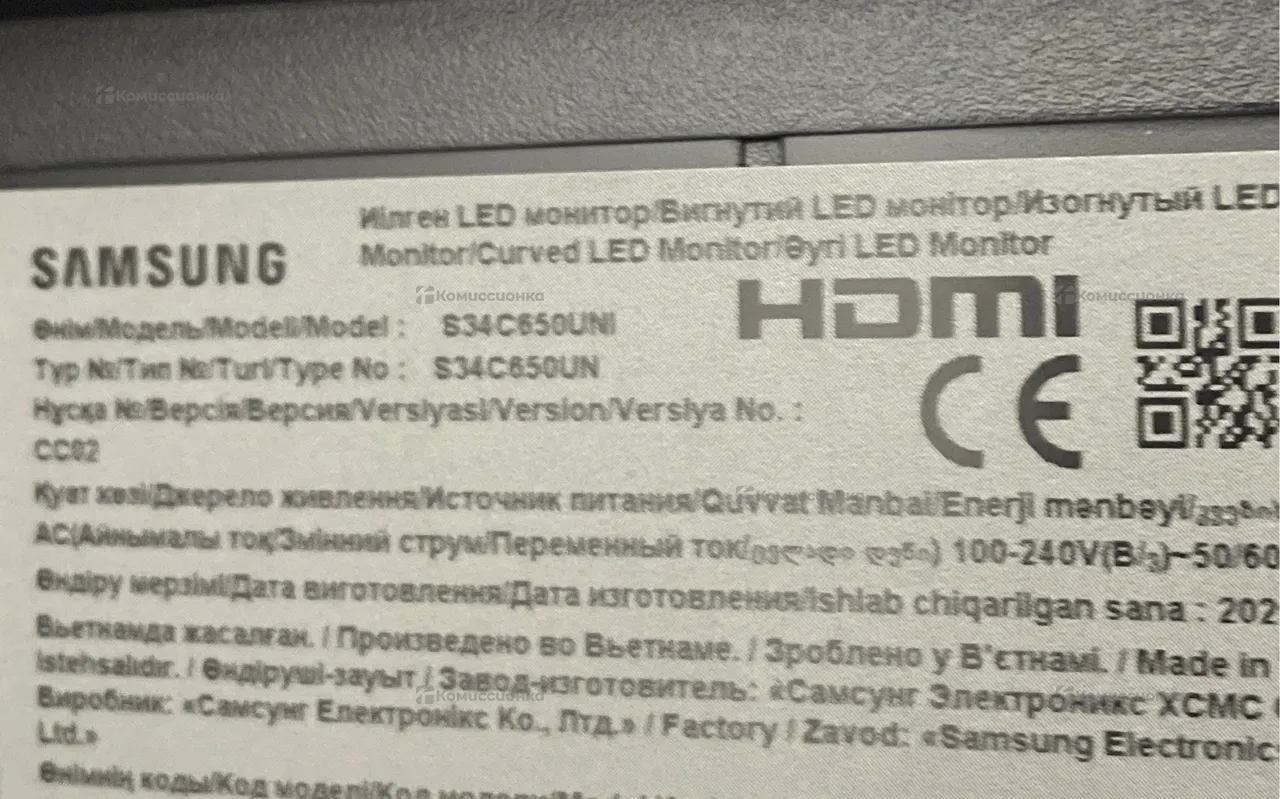 Комиссионка
Иілген LED монитор/Вигнутий LED монітор/Изогнутый LED
SAMSUNG
Monitor/Curved LED Monitor/Əyri LED Monitor
Комиссионка
HDMI
Комиссионка
Өнім/Модель/Modeli/Model : S34C650UNI
Түр №/Тип №/Turi/Type No : S34C650UN
CE
Нұсқа №/Версія/Версия/Versiyasi/Version/Versiya No. :
CC02
Қуат көзі/Джерело живлення/Источник питания/Quvvat Manbai/Enerji mənbəyi/
AC(Айнымалы тоқ/Змінний струм/Переменный ток/ 100-240V(B/ )~50/60
Өндіру мерзімі/Дата виготовлення/Дата изготовления/Ishlab chiqarilgan sana : 202
Вьетнамда жасалған. / Произведено во Вьетнаме. / Зроблено у В'єтнамі. / Made in
istehsalıdır. / Өндіруші-зауыт / Завод-изготовитель: «Самсунг Электроникс ХСМС
Комиссионка
Виробник: «Самсунг Електронікс Ко., Лтд.» / Factory / Zavod: «Samsung Electronic
Ltd.»
Өнімнің коды/Код моделі/Код модели/